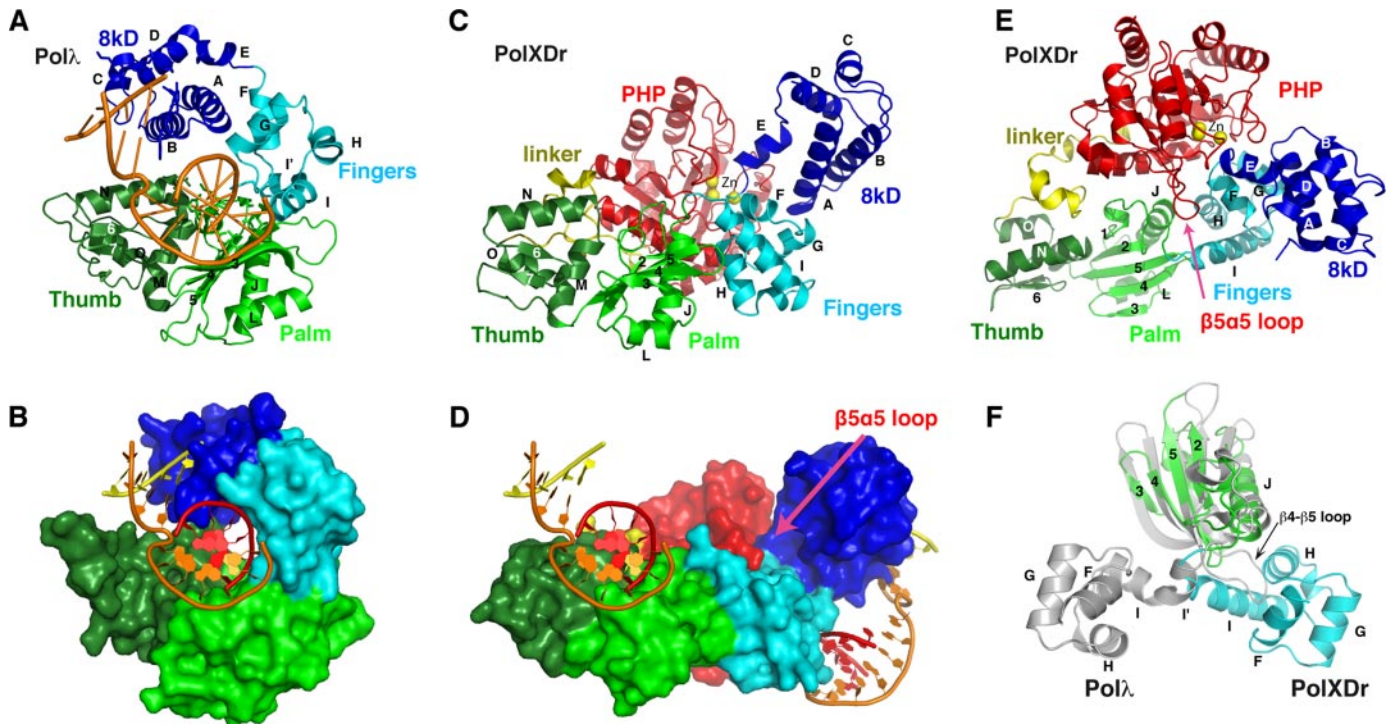 A
Polλ
8kD
D
E
C
A
F
B
G
H
I'
Fingers
I
N
6
O
M
4
5
J
L
Thumb
Palm
C
PolXDr
C
D
PHP
E
B
linker
Zn
A
8kD
N
F
G
O
6
2
5
4
3
I
M
H
J
Thumb
Palm
Fingers
L
E
PolXDr
PHP
Zn
linker
B
E
J
F
G
D
H
O
1
A
N
2
5
C
I
4
L
8kD
6
3
Fingers
Thumb
Palm
β5α5 loop
B
D
β5α5 loop
F
2
5
4
3
J
β4-β5 loop
H
G
F
I
I'
I
G
F
H
Polλ
PolXDr